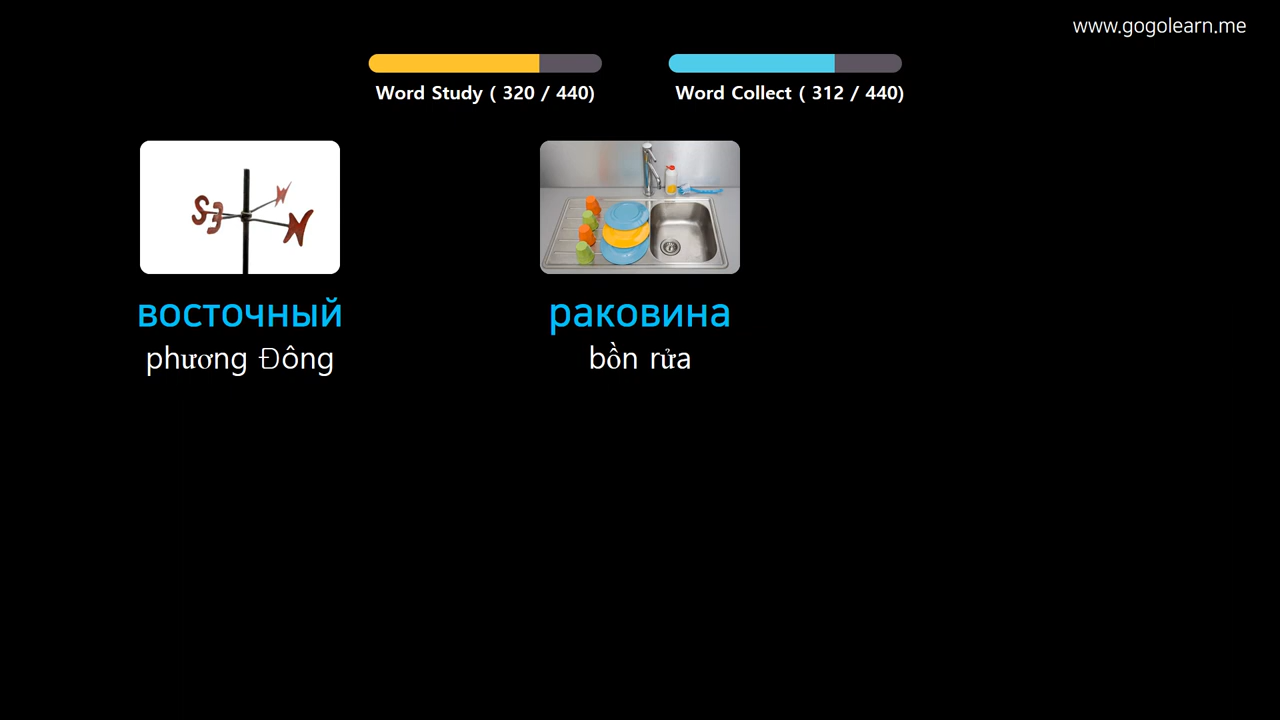 www.gogolearn.me
Word Study ( 320 / 440)
Word Collect ( 312 / 440)
восточный
phương Đông
раковина
bồn rửa